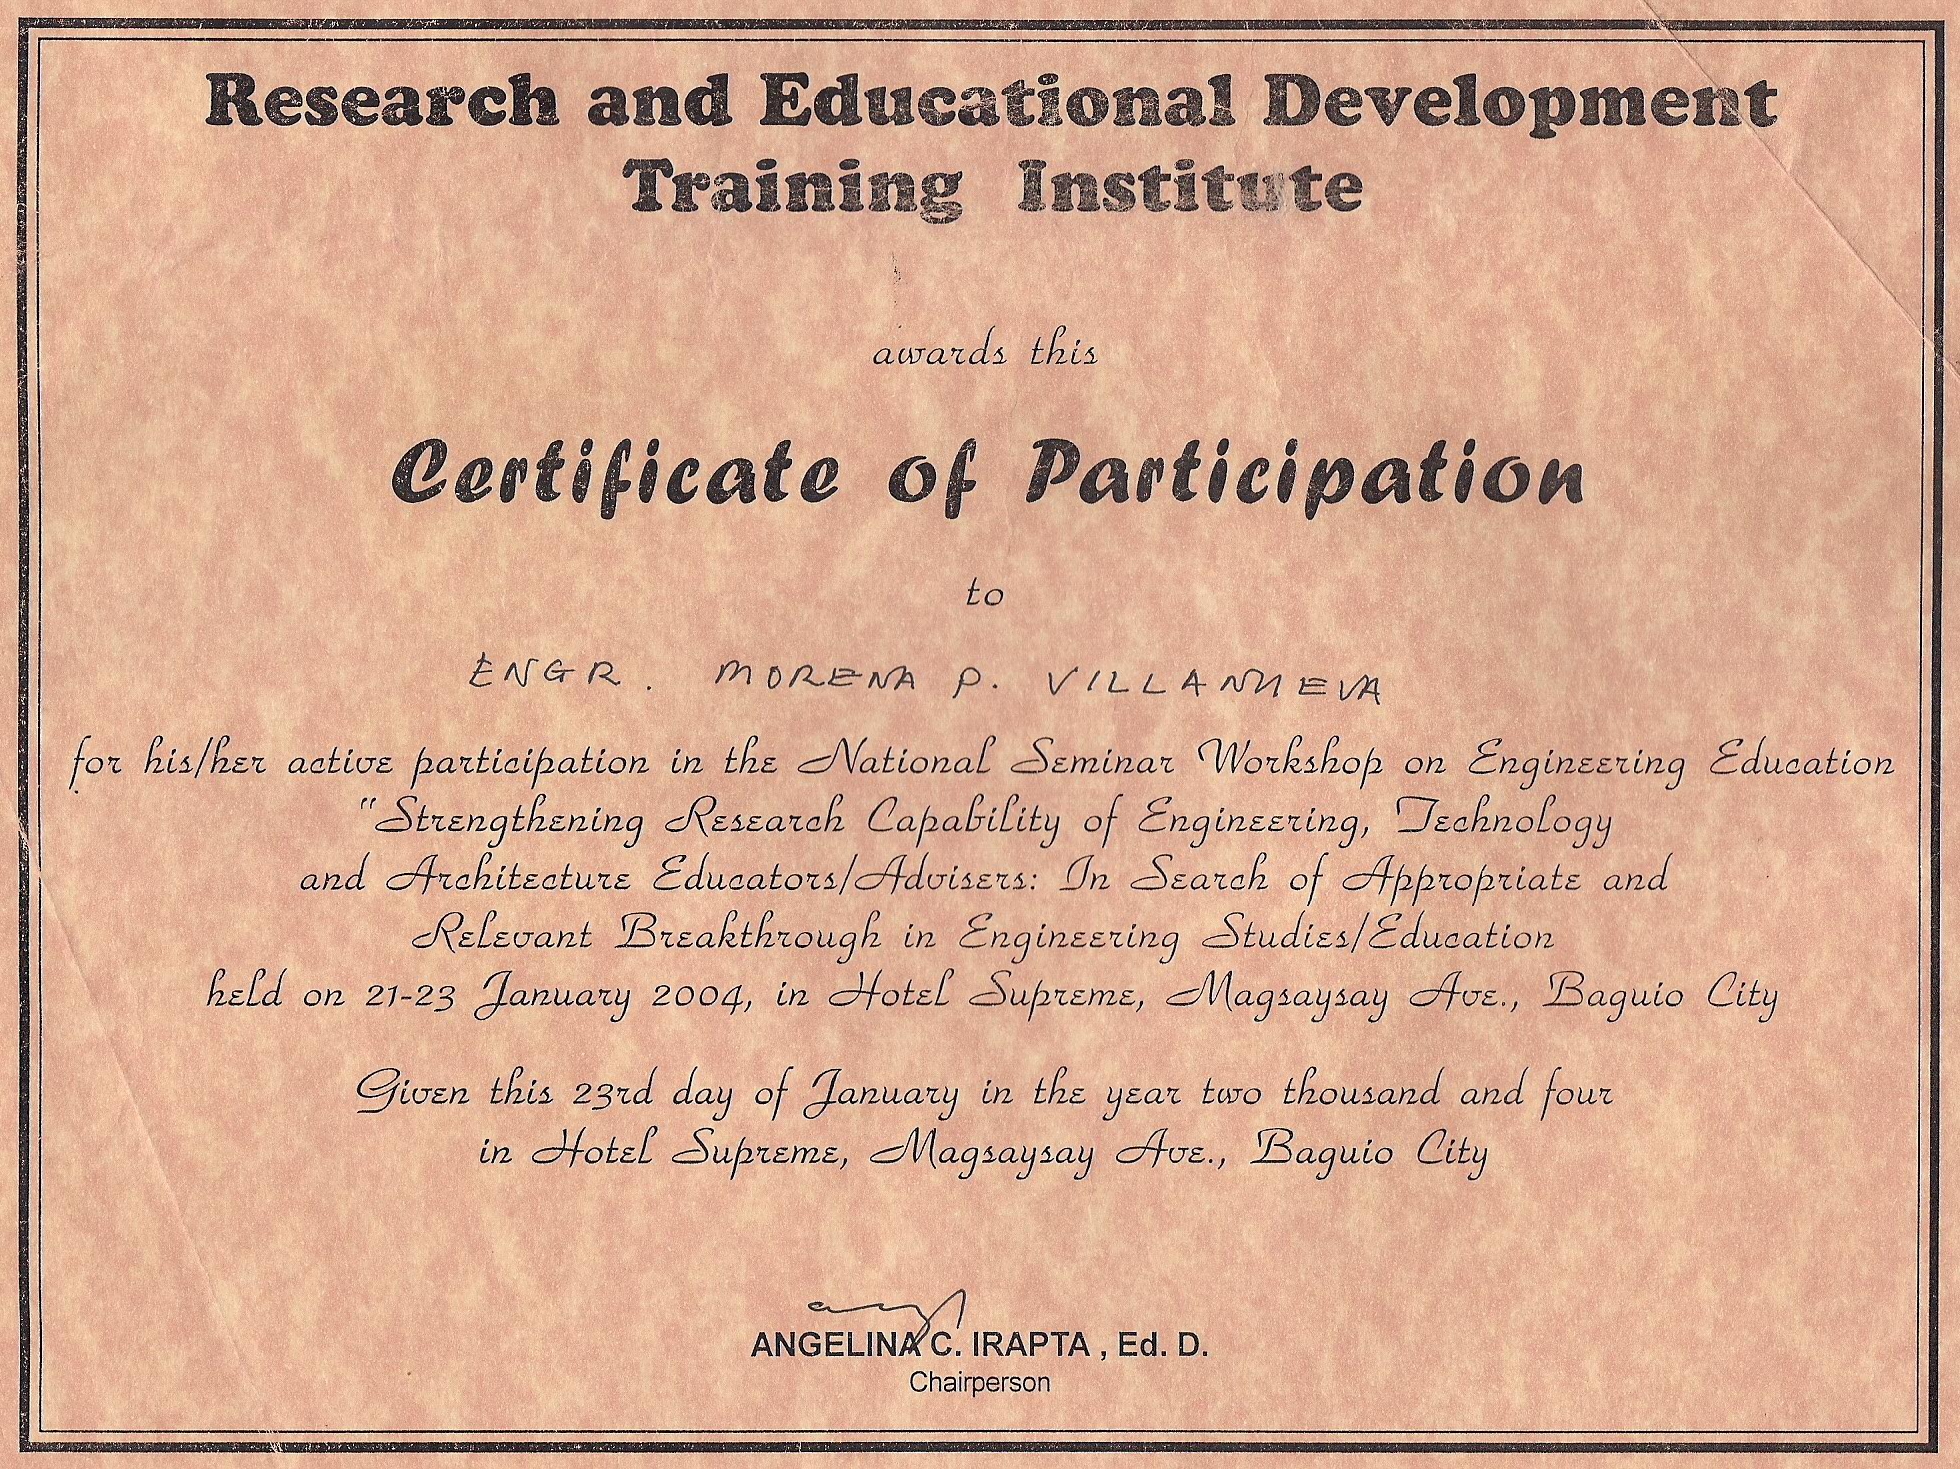 Research and Educational Development
Training Institute
awards this
Certificate of Participation
to
ENGR. MORENA P. VILLANUEVA
for his/her active participation in the National Seminar Workshop on Engineering Education
"Strengthening Research Capability of Engineering, Technology
and Architecture Educators/Advisers: In Search of Appropriate and
Relevant Breakthrough in Engineering Studies/Education
held on 21-23 January 2004, in Hotel Supreme, Magsaysay Ave., Baguio City
Given this 23rd day of January in the year two thousand and four
in Hotel Supreme, Magsaysay Ave., Baguio City
ANGELINA C. IRAPTA , Ed. D.
Chairperson